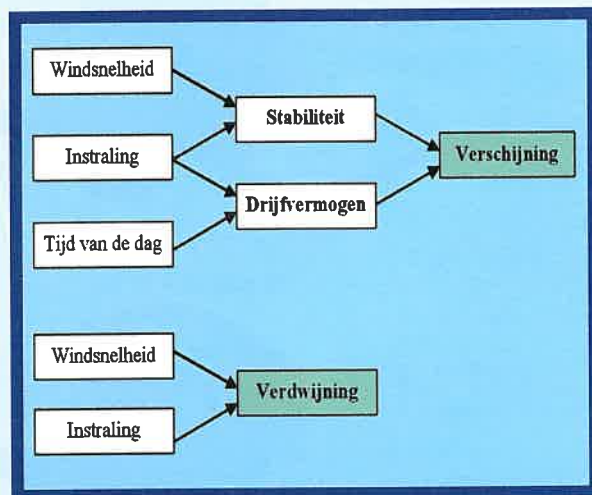 Windsnelheid
Stabiliteit
Instraling
Verschijning
Drijfvermogen
Tijd van de dag
Windsnelheid
Verdwijning
Instraling